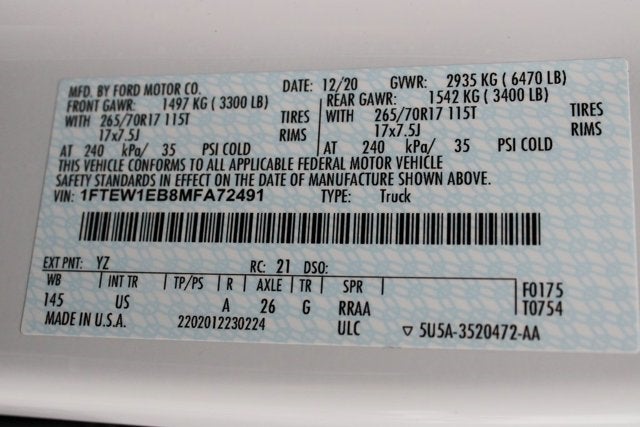 MFD. BY FORD MOTOR CO. DATE: 12/20 GVWR: 2935 KG ( 6470 LB)
FRONT GAWR: 1497 KG ( 3300 LB) REAR GAWR: 1542 KG ( 3400 LB)
WITH 265/70R17 115T TIRES WITH 265/70R17 115T TIRES
17x7.5J RIMS 17x7.5J RIMS
AT 240 kPa/ 35 PSI COLD AT 240 kPa/ 35 PSI COLD
THIS VEHICLE CONFORMS TO ALL APPLICABLE FEDERAL MOTOR VEHICLE
SAFETY STANDARDS IN EFFECT ON THE DATE OF MANUFACTURE SHOWN ABOVE.
VIN: 1FTEW1EB8MFA72491 TYPE: Truck
EXT PNT: YZ RC: 21 DSO:
WB INT TR TP/PS R AXLE TR SPR F0175
145 US A 26 G RRAA T0754
MADE IN U.S.A. 2202012230224 ULC ▽ 5U5A-3520472-AA